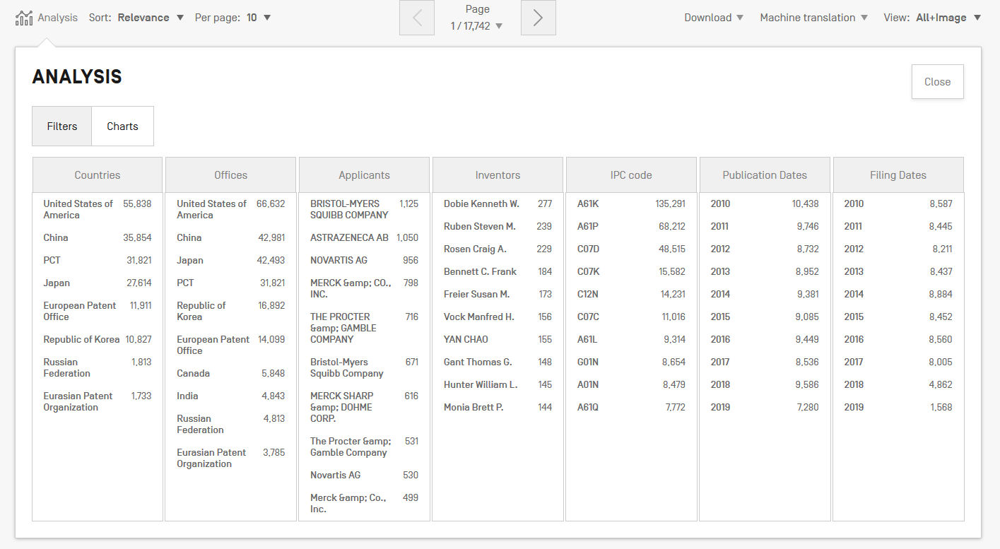 Analysis Sort: Relevance ▼ Per page: 10 ▼ Page Download ▼ Machine translation ▼ View: All+Image ▼
1 / 17,742 ▼
ANALYSIS
Close
Filters Charts
Countries
United States of 55,838
America
China 35,854
PCT 31,821
Japan 27,614
European Patent 11,911
Office
Republic of Korea 10,827
Russian 1,813
Federation
Eurasian Patent 1,733
Organization
Offices
United States of 66,632
America
China 42,981
Japan 42,493
PCT 31,821
Republic of 16,892
Korea
European Patent 14,099
Office
Canada 5,848
India 4,843
Russian 4,813
Federation
Eurasian Patent 3,785
Organization
Applicants
BRISTOL-MYERS 1,125
SQUIBB COMPANY
ASTRAZENECA AB 1,050
NOVARTIS AG 956
MERCK &amp; CO., 798
INC.
THE PROCTER 716
&amp; GAMBLE
COMPANY
Bristol-Myers 671
Squibb Company
MERCK SHARP 616
&amp; DOHME
CORP.
The Procter &amp; 531
Gamble Company
Novartis AG 530
Merck &amp; Co., 499
Inc.
Inventors
Dobie Kenneth W. 277
Ruben Steven M. 239
Rosen Craig A. 229
Bennett C. Frank 184
Freier Susan M. 173
Vock Manfred H. 156
YAN CHAO 155
Gant Thomas G. 148
Hunter William L. 145
Monia Brett P. 144
IPC code
A61K 135,291
A61P 68,212
C07D 48,515
C07K 15,582
C12N 14,231
C07C 11,016
A61L 9,314
G01N 8,654
A01N 8,479
A61Q 7,772
Publication Dates
2010 10,438
2011 9,746
2012 8,732
2013 8,952
2014 9,381
2015 9,085
2016 9,449
2017 8,536
2018 9,586
2019 7,280
Filing Dates
2010 8,587
2011 8,445
2012 8,211
2013 8,437
2014 8,884
2015 8,452
2016 8,560
2017 8,005
2018 4,862
2019 1,568